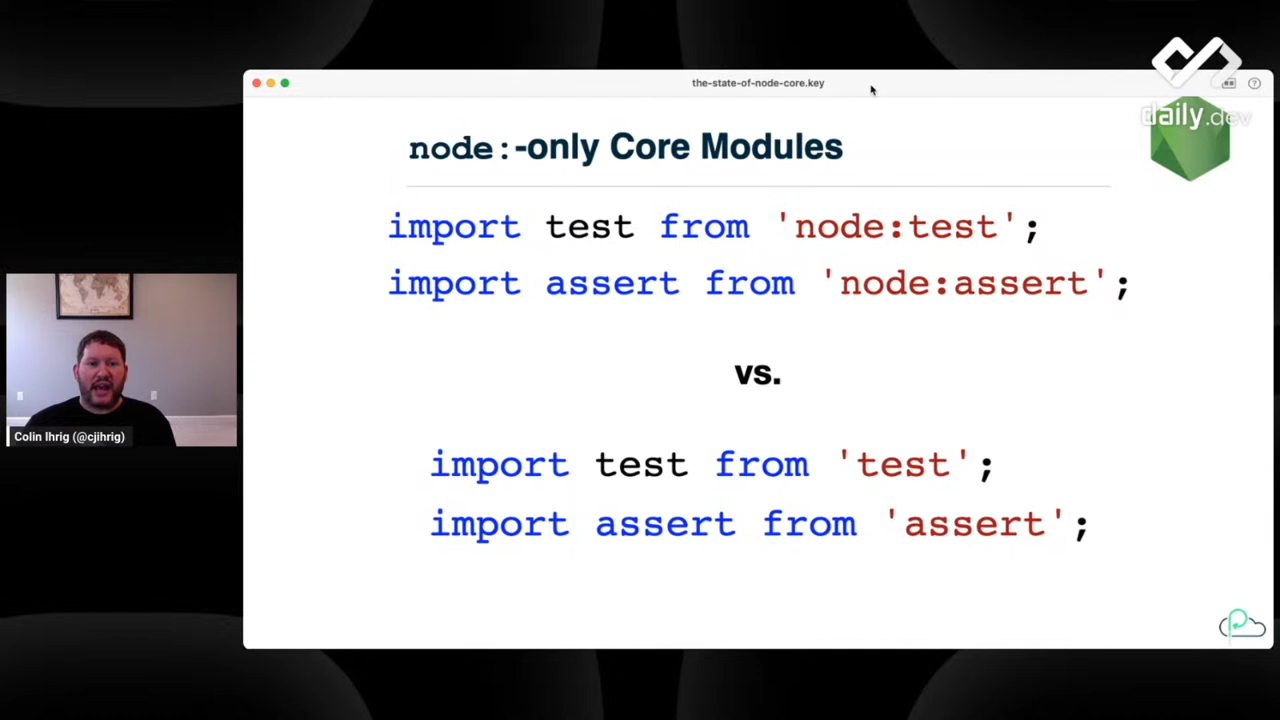 the-state-of-node-core.key
daily.dev
node:-only Core Modules
import test from 'node:test';
import assert from 'node:assert';
vs.
import test from 'test';
import assert from 'assert';
Colin Ihrig (@cjihrig)